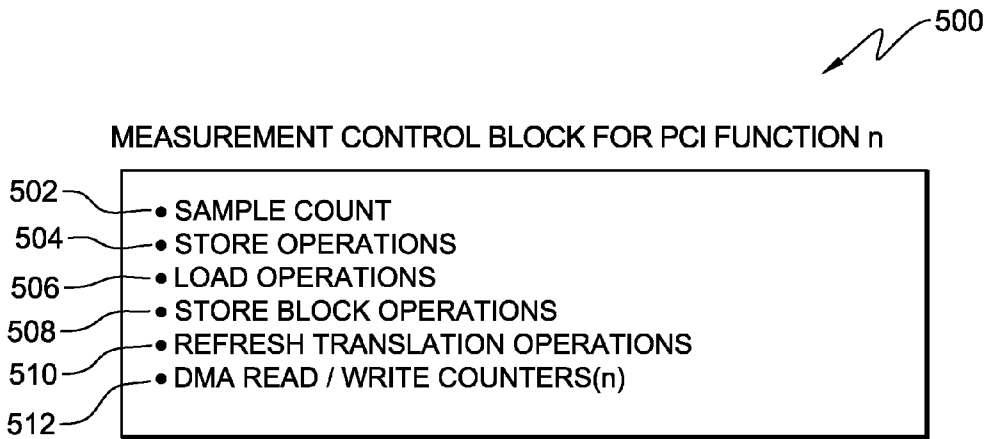 500
MEASUREMENT CONTROL BLOCK FOR PCI FUNCTION n
502 • SAMPLE COUNT
504 • STORE OPERATIONS
506 • LOAD OPERATIONS
508 • STORE BLOCK OPERATIONS
510 • REFRESH TRANSLATION OPERATIONS
512 • DMA READ / WRITE COUNTERS(n)